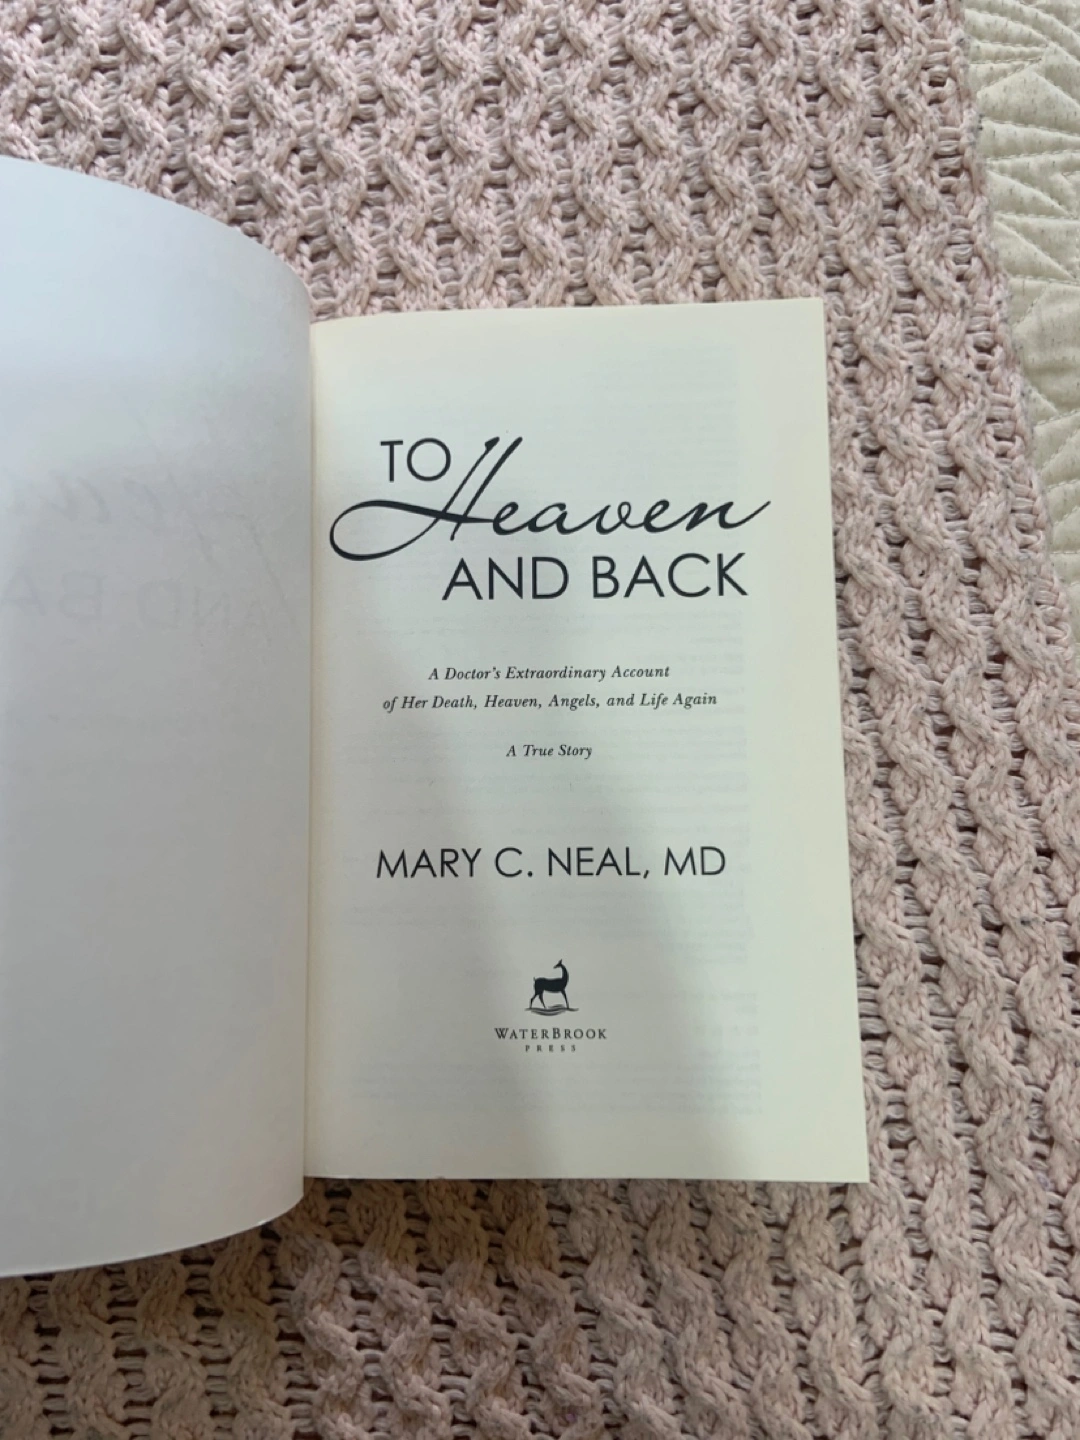 TO
Heaven
AND BACK
A Doctor's Extraordinary Account
of Her Death, Heaven, Angels, and Life Again
A True Story
MARY C. NEAL, MD
WATERBROOK
PRESS